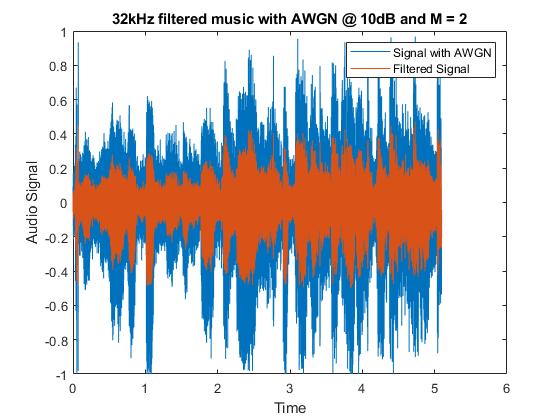 32kHz filtered music with AWGN @ 10dB and M = 2
Signal with AWGN
Filtered Signal
Audio Signal
1
0.8
0.6
0.4
0.2
0
-0.2
-0.4
-0.6
-0.8
-1
0 1 2 3 4 5 6
Time